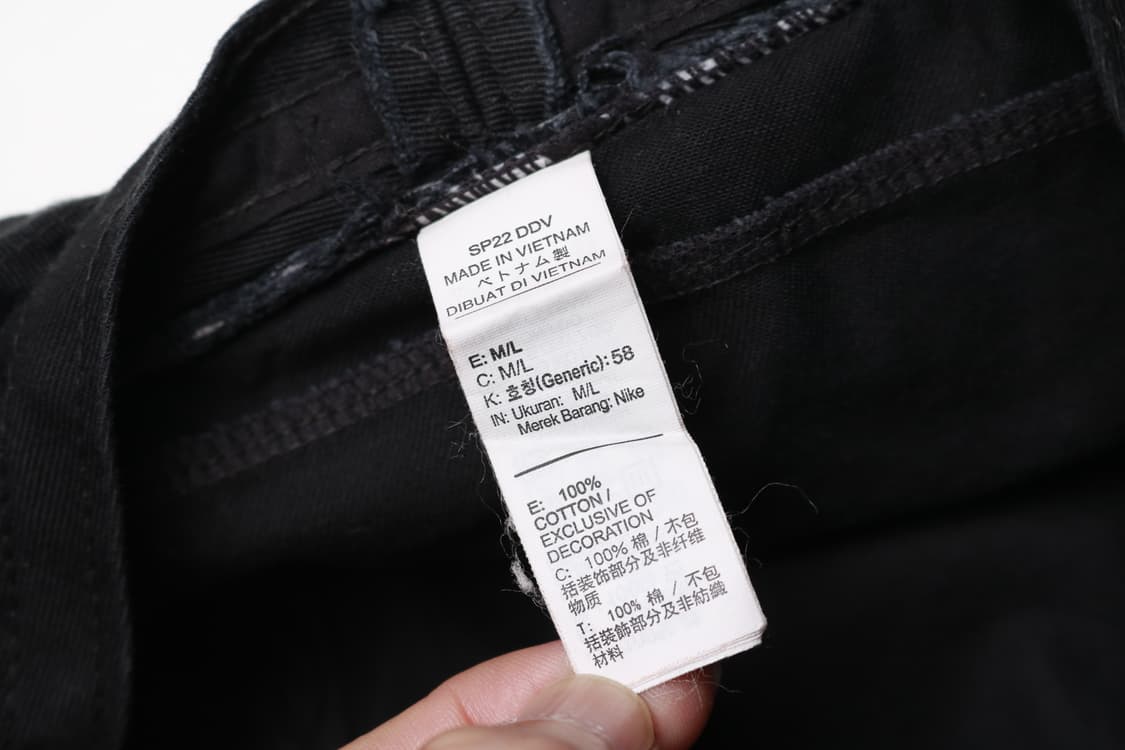 SP22 DDV
MADE IN VIETNAM
ベトナム製
DIBUAT DI VIETNAM
E: M/L
C: M/L
K: 호칭(Generic): 58
IN: Ukuran: M/L
Merek Barang: Nike
E: 100%
COTTON /
EXCLUSIVE OF
DECORATION
C: 100% 棉 / 不包
括装饰部分及非纤维
物质
T: 100% 棉 / 不包
括裝飾部分及非紡織
材料